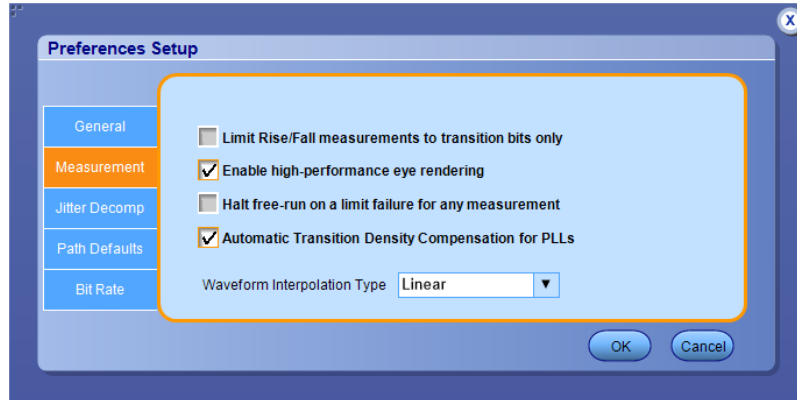 Preferences Setup
X
General
Measurement
Jitter Decomp
Path Defaults
Bit Rate
Limit Rise/Fall measurements to transition bits only
Enable high-performance eye rendering
Halt free-run on a limit failure for any measurement
Automatic Transition Density Compensation for PLLs
Waveform Interpolation Type Linear
OK Cancel